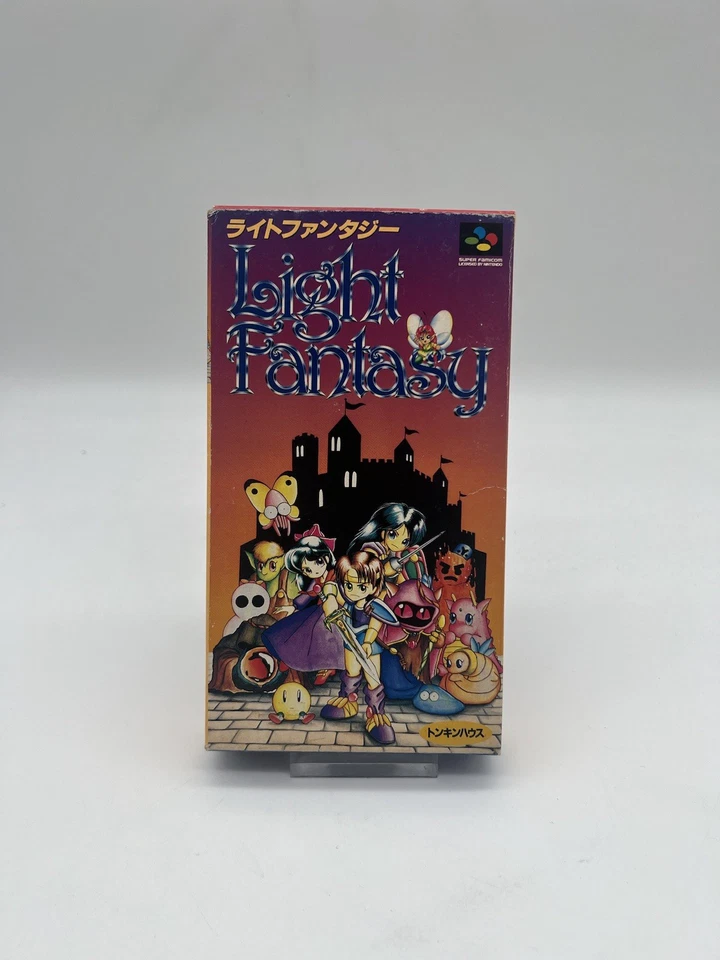 ライトファンタジー
Light
Fantasy
SUPER FAMICOM
LICENSED BY NINTENDO
トンキンハウス